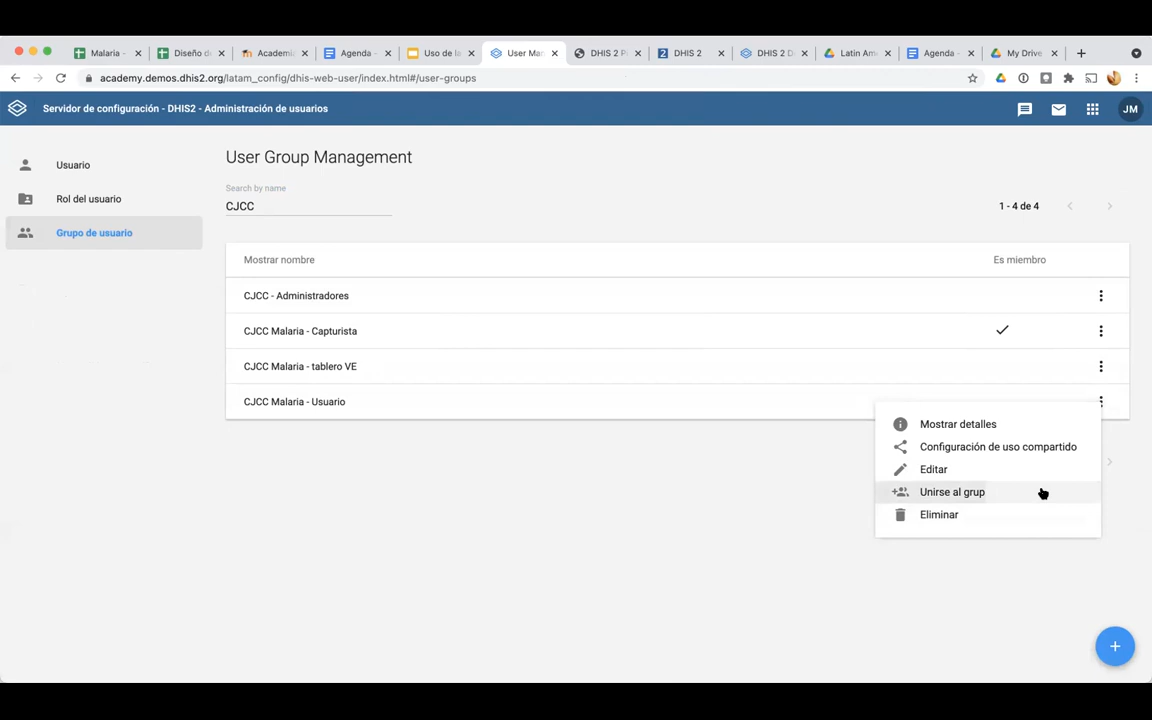 Malaria -
Diseño de
Academia
Agenda -
Uso de la
User Man
DHIS 2 Pl
DHIS 2
DHIS 2 D
Latin Am
Agenda -
My Drive
academy.demos.dhis2.org/latam_config/dhis-web-user/index.html#/user-groups
Servidor de configuración - DHIS2 - Administración de usuarios
JM
Usuario
Rol del usuario
Grupo de usuario
User Group Management
Search by name
CJCC
1 - 4 de 4
Mostrar nombre
Es miembro
CJCC - Administradores
CJCC Malaria - Capturista
CJCC Malaria - tablero VE
CJCC Malaria - Usuario
Mostrar detalles
Configuración de uso compartido
Editar
Unirse al grup
Eliminar